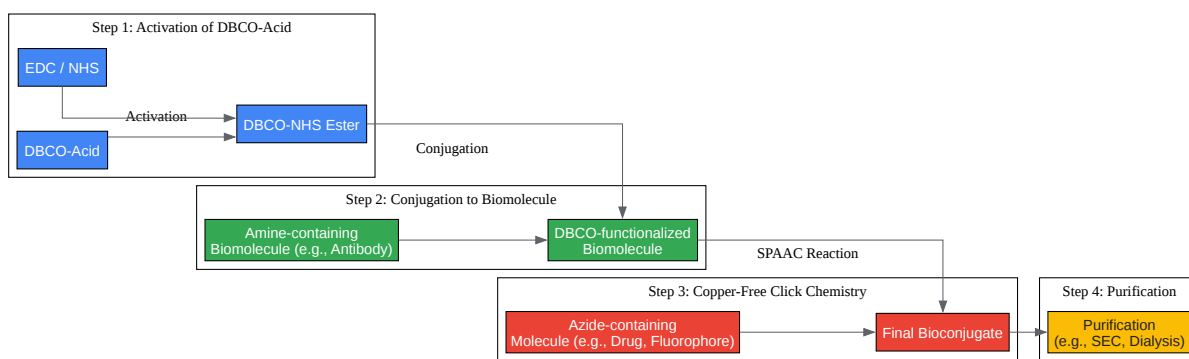 Step 1: Activation of DBCO-Acid
EDC / NHS
Activation
DBCO-NHS Ester
DBCO-Acid
Conjugation
Step 2: Conjugation to Biomolecule
Amine-containing
Biomolecule (e.g., Antibody)
DBCO-functionalized
Biomolecule
SPAAC Reaction
Step 3: Copper-Free Click Chemistry
Azide-containing
Molecule (e.g., Drug, Fluorophore)
Final Bioconjugate
Step 4: Purification
Purification
(e.g., SEC, Dialysis)